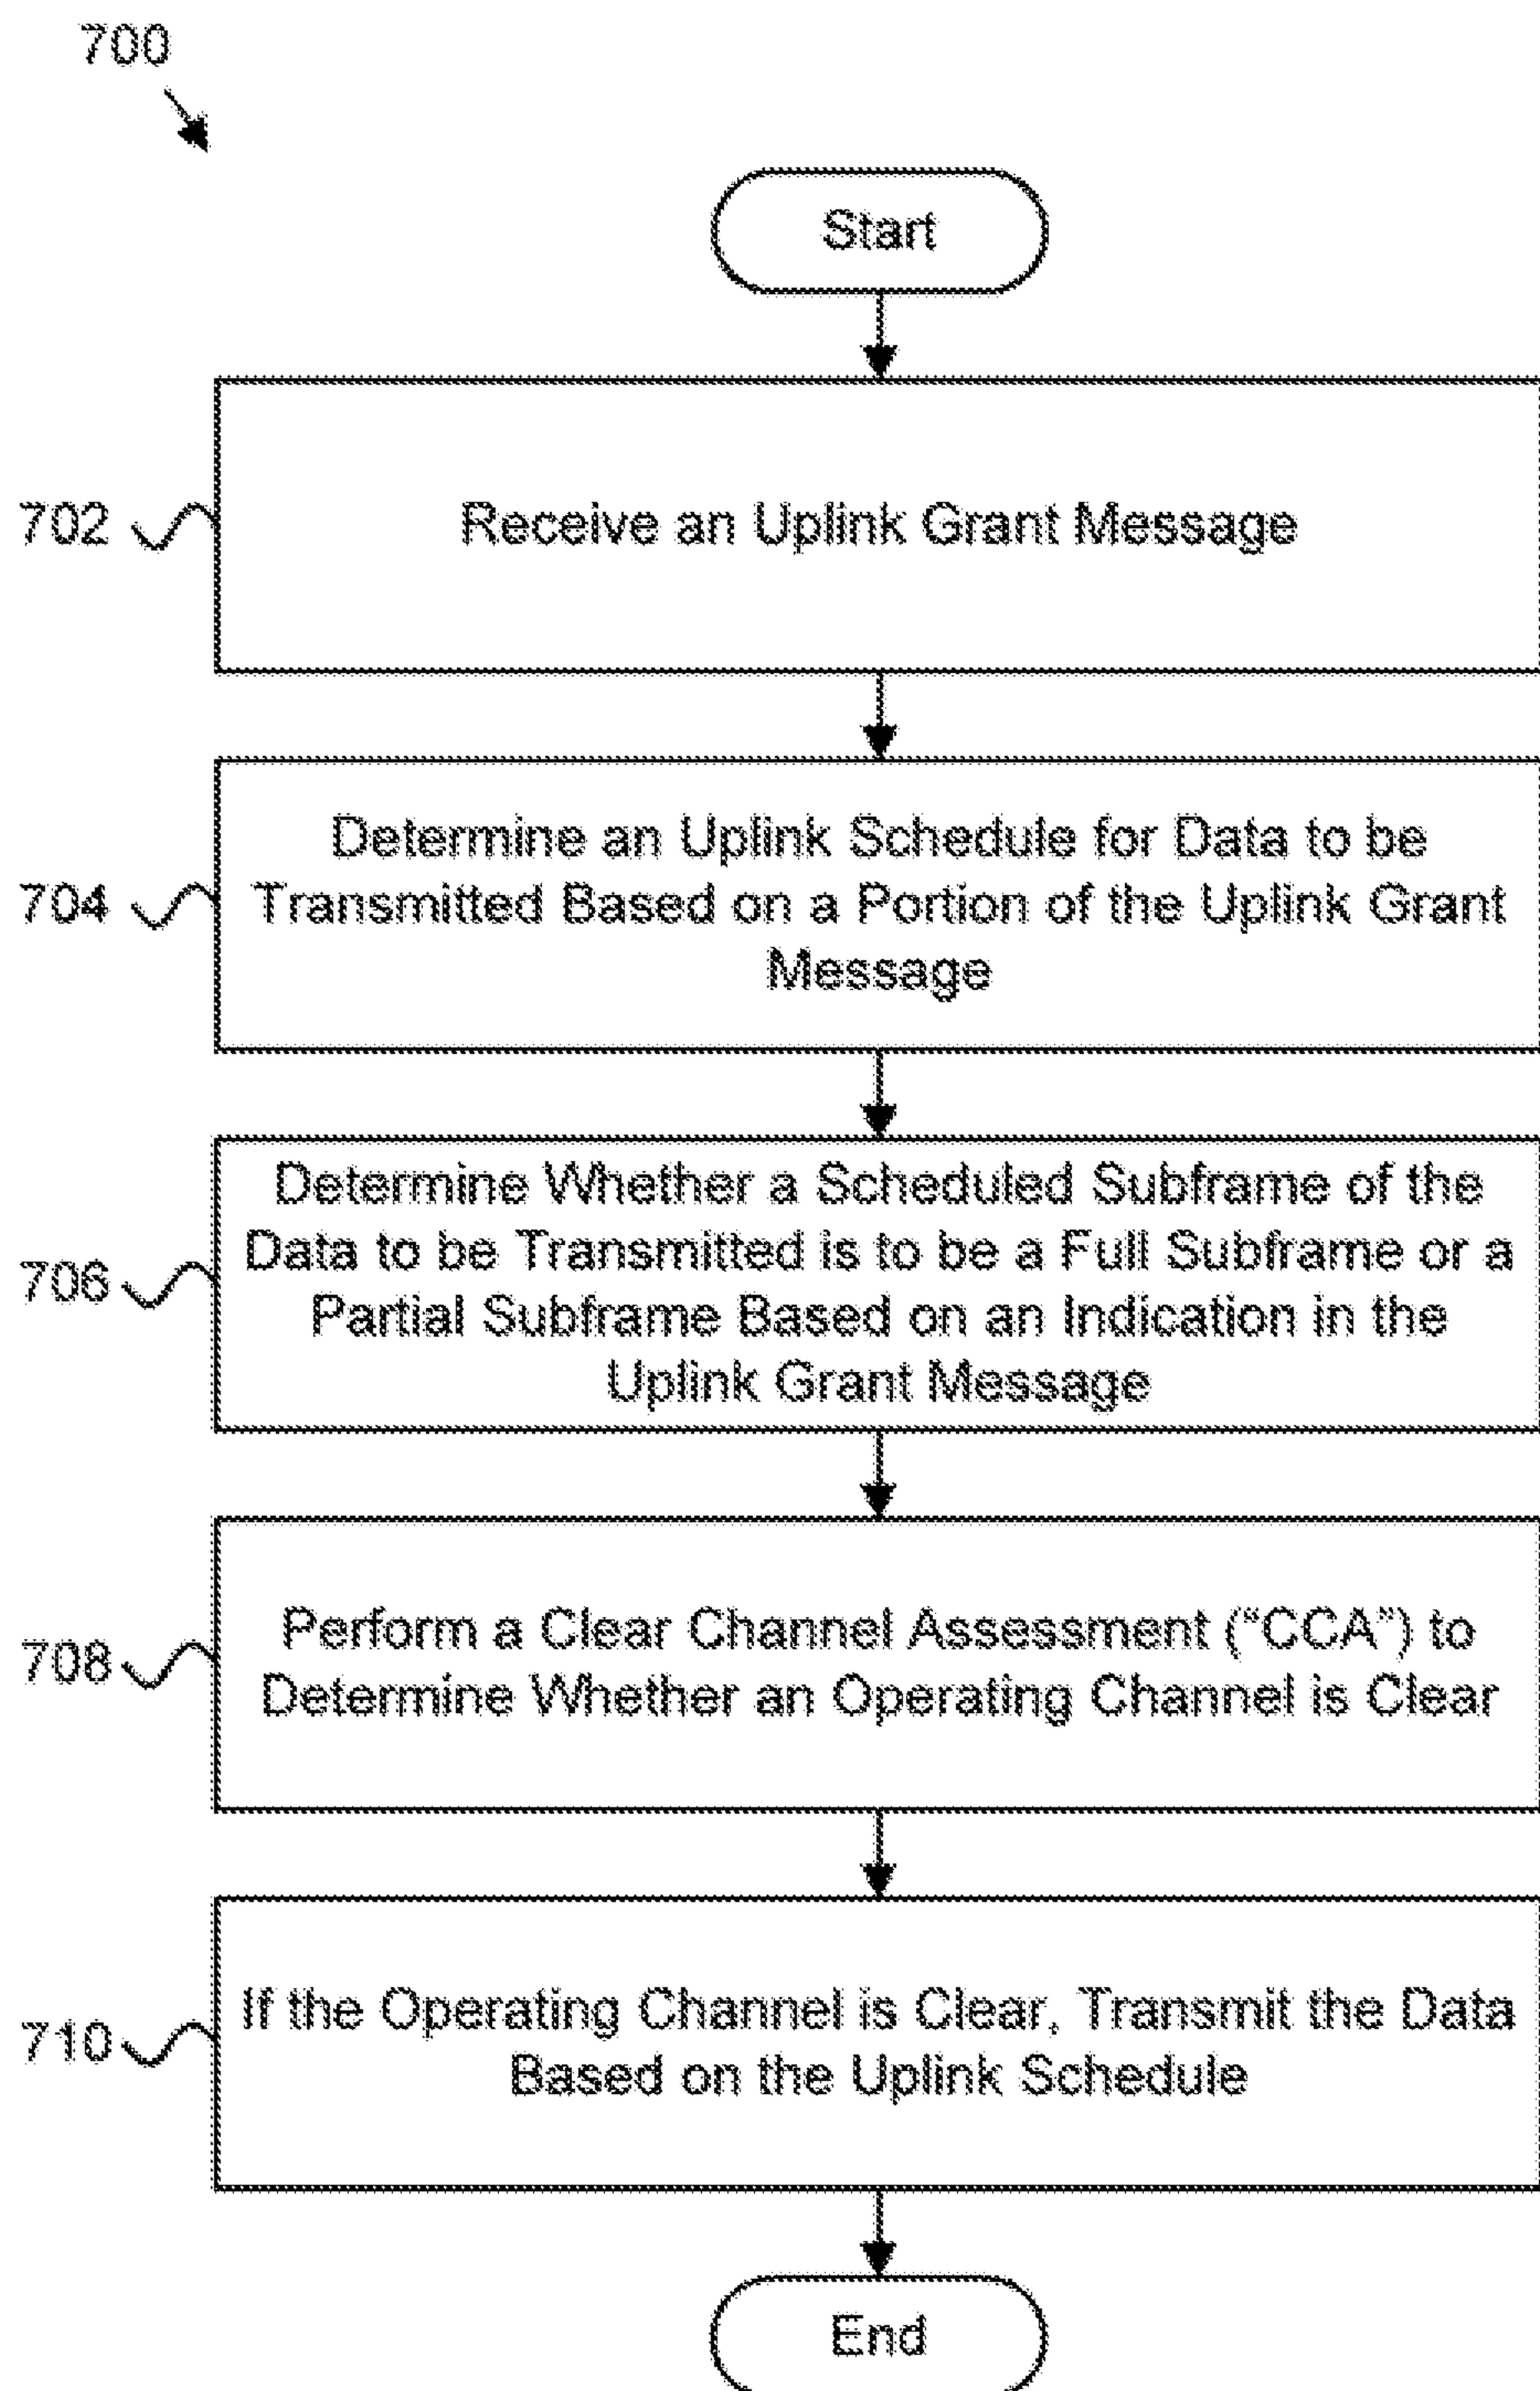 700
Start
702
Receive an Uplink Grant Message
704
Determine an Uplink Schedule for Data to be
Transmitted Based on a Portion of the Uplink Grant
Message
706
Determine Whether a Scheduled Subframe of the
Data to be Transmitted is to be a Full Subframe or a
Partial Subframe Based on an Indication in the
Uplink Grant Message
708
Perform a Clear Channel Assessment (“CCA”) to
Determine Whether an Operating Channel is Clear
710
If the Operating Channel is Clear, Transmit the Data
Based on the Uplink Schedule
End